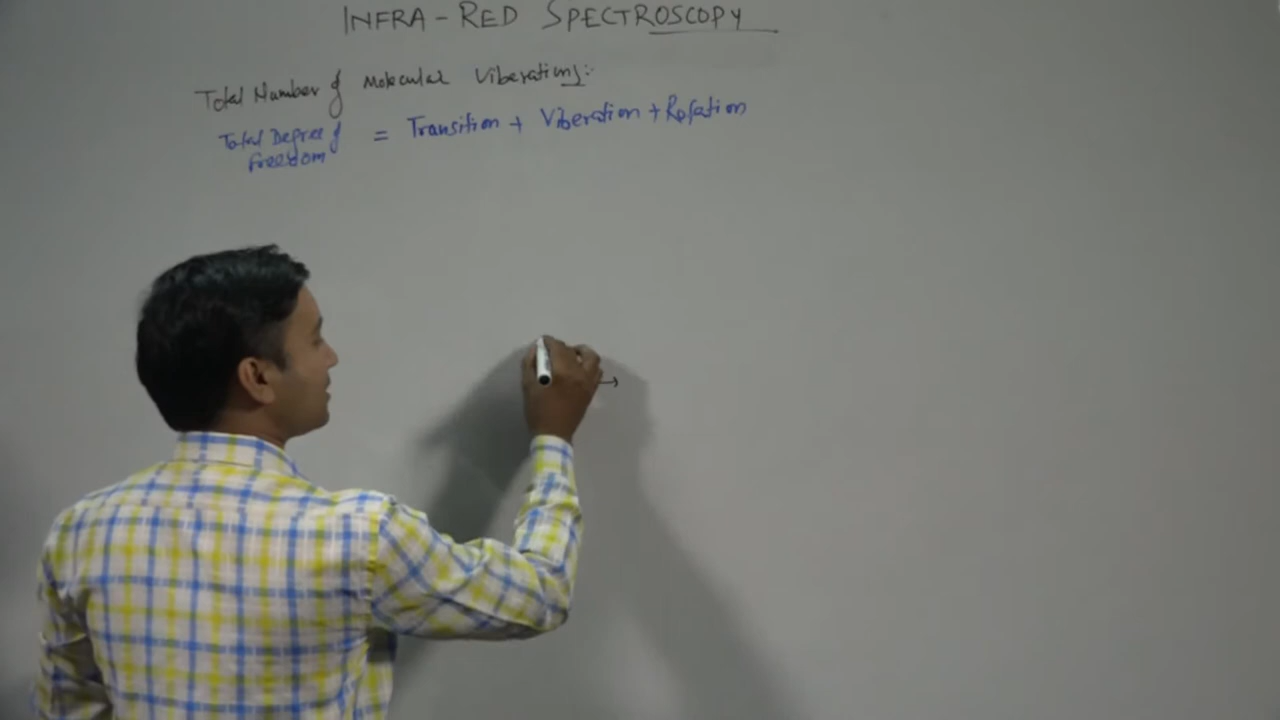 INFRA-RED SPECTROSCOPY
Total Number of Molecular Viberations:-
Total Degree of = Transition + Viberation + Rotation
Freedom